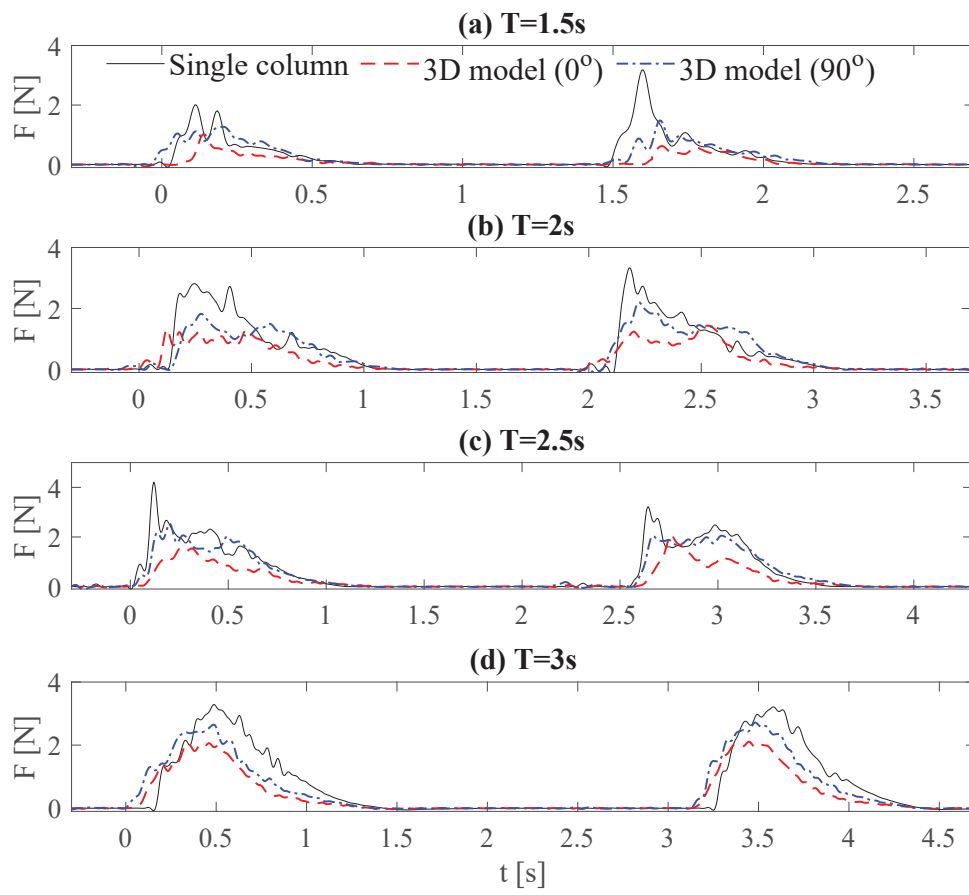 (a) T=1.5s
4
2
0
F [N]
Single column 3D model (0°) 3D model (90°)
0 0.5 1 1.5 2 2.5
(b) T=2s
4
2
0
F [N]
0 0.5 1 1.5 2 2.5 3 3.5
(c) T=2.5s
4
2
0
F [N]
0 0.5 1 1.5 2 2.5 3 3.5 4
(d) T=3s
4
2
0
F [N]
0 0.5 1 1.5 2 2.5 3 3.5 4 4.5
t [s]